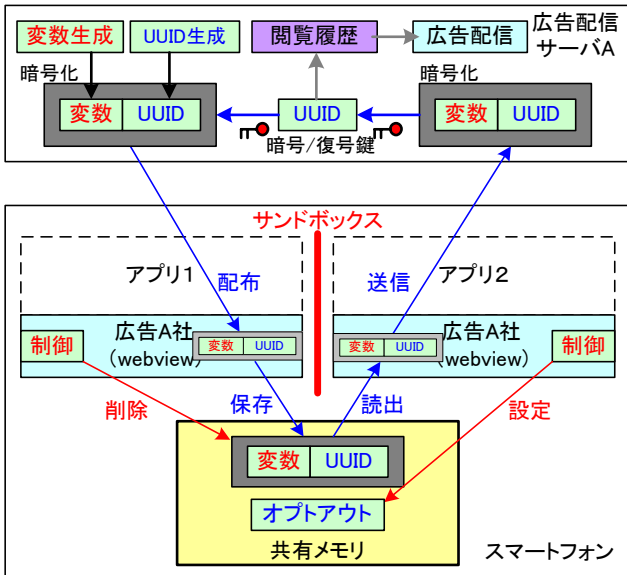 変数生成
UUID生成
閲覧履歴
広告配信
広告配信
サーバA
暗号化
暗号化
変数
UUID
UUID
変数
UUID
暗号/復号鍵
サンドボックス
アプリ1
アプリ2
配布
送信
広告A社
(webview)
制御
変数
UUID
変数
UUID
広告A社
(webview)
制御
削除
保存
読出
設定
変数
UUID
オプトアウト
共有メモリ
スマートフォン